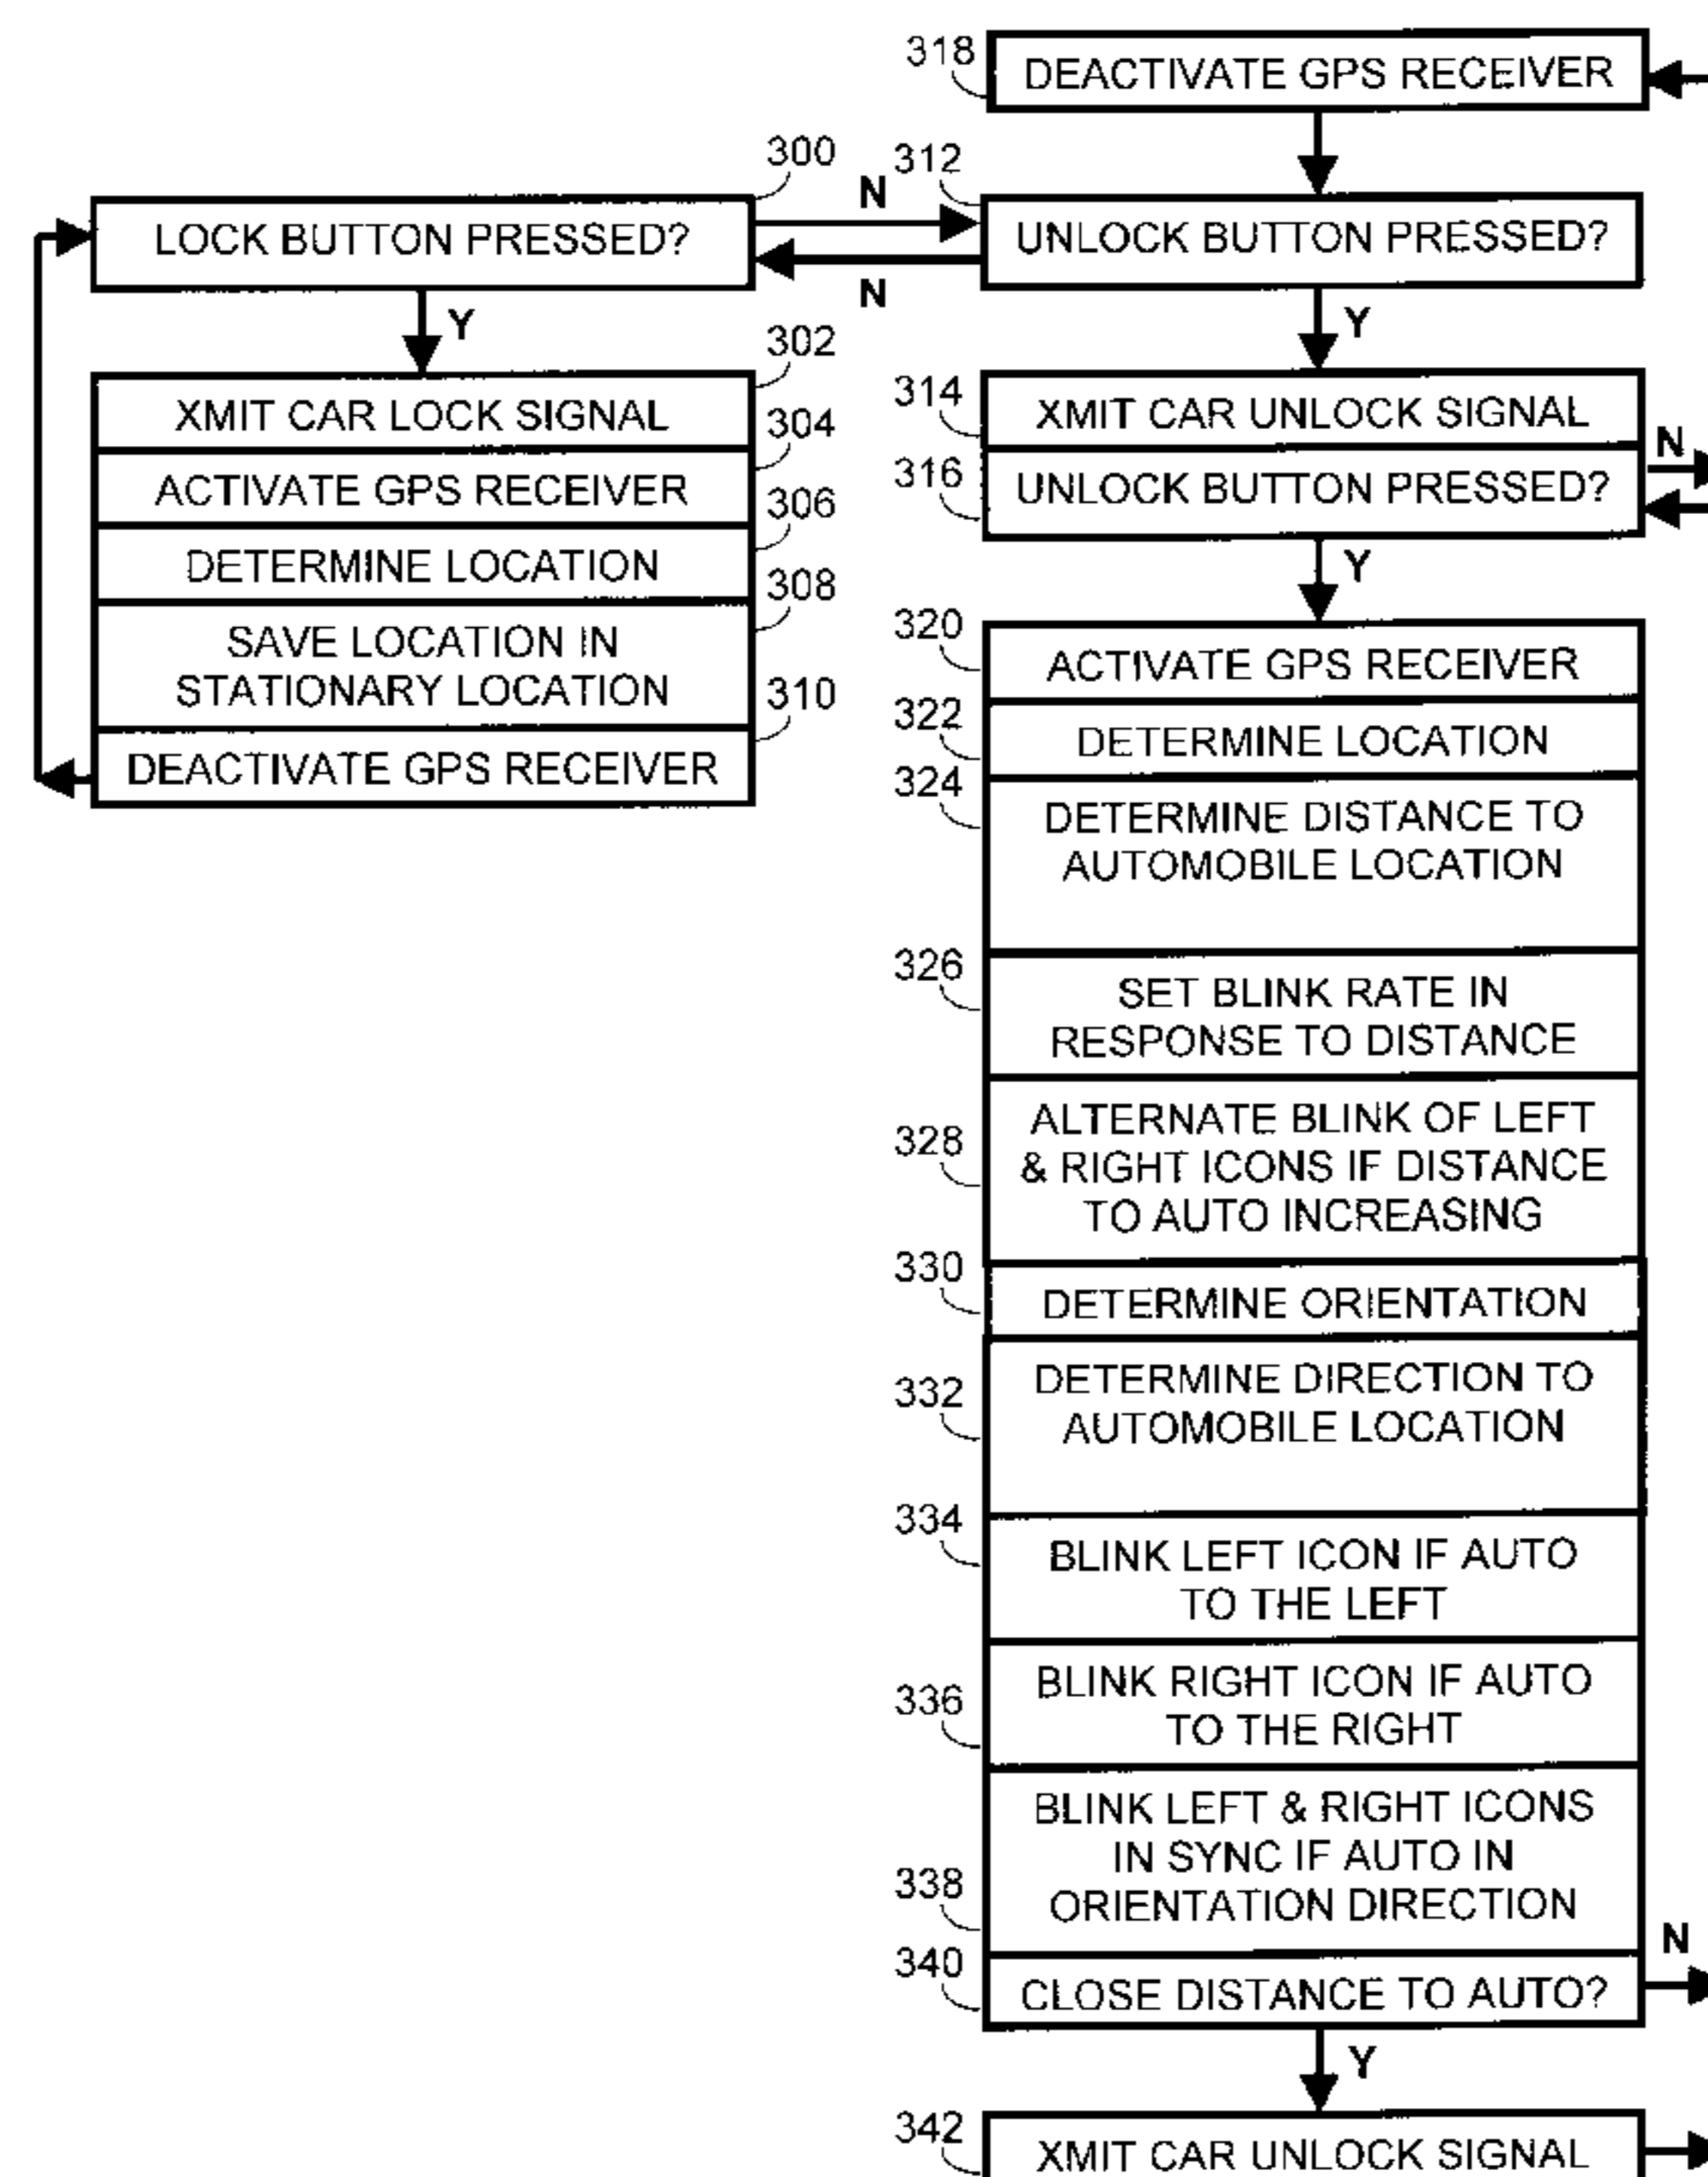 318
DEACTIVATE GPS RECEIVER
300
LOCK BUTTON PRESSED?
N
N
312
UNLOCK BUTTON PRESSED?
Y
302
XMIT CAR LOCK SIGNAL
304
ACTIVATE GPS RECEIVER
306
DETERMINE LOCATION
308
SAVE LOCATION IN
STATIONARY LOCATION
310
DEACTIVATE GPS RECEIVER
Y
314
XMIT CAR UNLOCK SIGNAL
316
UNLOCK BUTTON PRESSED?
N
Y
320
ACTIVATE GPS RECEIVER
322
DETERMINE LOCATION
324
DETERMINE DISTANCE TO
AUTOMOBILE LOCATION
326
SET BLINK RATE IN
RESPONSE TO DISTANCE
328
ALTERNATE BLINK OF LEFT
& RIGHT ICONS IF DISTANCE
TO AUTO INCREASING
330
DETERMINE ORIENTATION
332
DETERMINE DIRECTION TO
AUTOMOBILE LOCATION
334
BLINK LEFT ICON IF AUTO
TO THE LEFT
336
BLINK RIGHT ICON IF AUTO
TO THE RIGHT
338
BLINK LEFT & RIGHT ICONS
IN SYNC IF AUTO IN
ORIENTATION DIRECTION
340
CLOSE DISTANCE TO AUTO?
N
Y
342
XMIT CAR UNLOCK SIGNAL